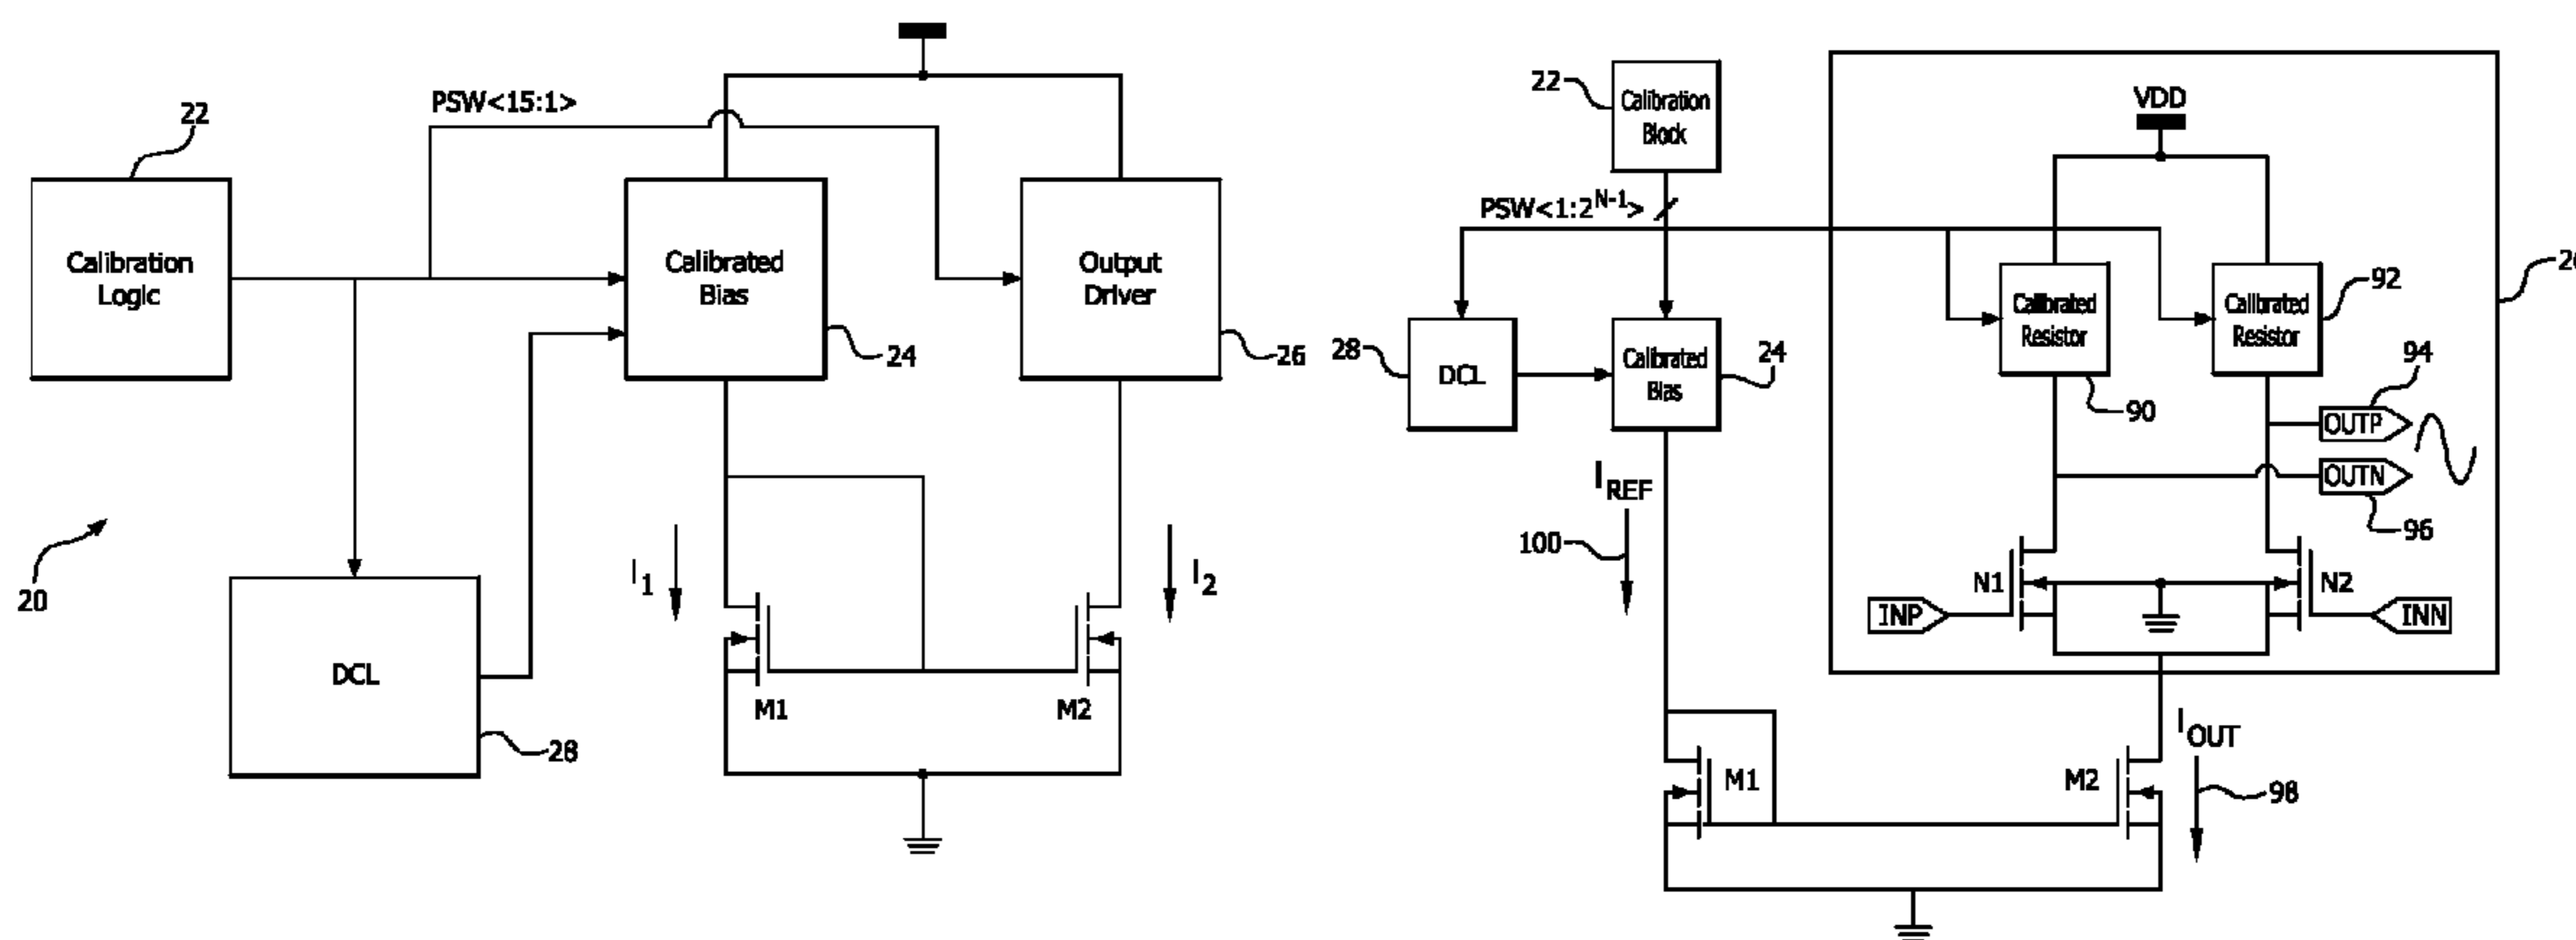 22
PSW<15:1>
Calibration
Logic
Calibrated
Bias
Output
Driver
24
26
I1
I2
20
DCL
M1
M2
28
22
Calibration
Block
VDD
PSW<1:2^N-1>
Calibrated
Resistor
Calibrated
Resistor
92
28
DCL
Calibrated
Bias
24
90
94
OUTP
OUTN
96
IREF
100
N1
N2
INP
INN
IOUT
M1
M2
98